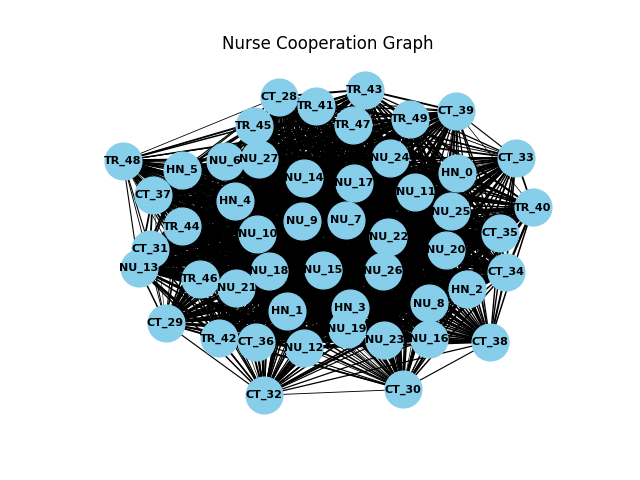 Nurse Cooperation Graph
TR_43
CT_28
TR_41
CT_39
TR_49
TR_47
TR_45
NU_24
CT_33
NU_27
NU_6
TR_48
HN_5
HN_0
NU_14
NU_17
NU_11
CT_37
HN_4
TR_40
NU_25
NU_9
NU_7
TR_44
CT_35
NU_10
NU_22
CT_31
NU_20
NU_13
NU_18
NU_15
NU_26
CT_34
TR_46
NU_21
HN_2
NU_8
HN_3
HN_1
CT_29
NU_19
TR_42
CT_36
NU_12
NU_23
NU_16
CT_38
CT_30
CT_32